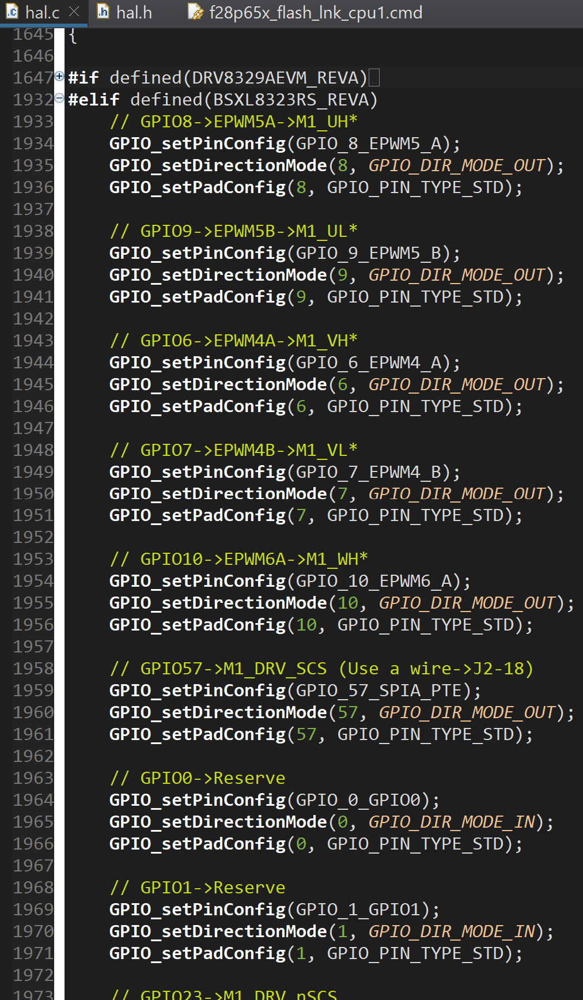 hal.c hal.h f28p65x_flash_lnk_cpu1.cmd
1645 {
1646
1647 #if defined(DRV8329AEVM_REVA)
1932 #elif defined(BSXL8323RS_REVA)
1933 // GPIO8->EPWM5A->M1_UH*
1934 GPIO_setPinConfig(GPIO_8_EPWM5_A);
1935 GPIO_setDirectionMode(8, GPIO_DIR_MODE_OUT);
1936 GPIO_setPadConfig(8, GPIO_PIN_TYPE_STD);
1937
1938 // GPIO9->EPWM5B->M1_UL*
1939 GPIO_setPinConfig(GPIO_9_EPWM5_B);
1940 GPIO_setDirectionMode(9, GPIO_DIR_MODE_OUT);
1941 GPIO_setPadConfig(9, GPIO_PIN_TYPE_STD);
1942
1943 // GPIO6->EPWM4A->M1_VH*
1944 GPIO_setPinConfig(GPIO_6_EPWM4_A);
1945 GPIO_setDirectionMode(6, GPIO_DIR_MODE_OUT);
1946 GPIO_setPadConfig(6, GPIO_PIN_TYPE_STD);
1947
1948 // GPIO7->EPWM4B->M1_VL*
1949 GPIO_setPinConfig(GPIO_7_EPWM4_B);
1950 GPIO_setDirectionMode(7, GPIO_DIR_MODE_OUT);
1951 GPIO_setPadConfig(7, GPIO_PIN_TYPE_STD);
1952
1953 // GPIO10->EPWM6A->M1_WH*
1954 GPIO_setPinConfig(GPIO_10_EPWM6_A);
1955 GPIO_setDirectionMode(10, GPIO_DIR_MODE_OUT);
1956 GPIO_setPadConfig(10, GPIO_PIN_TYPE_STD);
1957
1958 // GPIO57->M1_DRV_SCS (Use a wire->J2-18)
1959 GPIO_setPinConfig(GPIO_57_SPIA_PTE);
1960 GPIO_setDirectionMode(57, GPIO_DIR_MODE_OUT);
1961 GPIO_setPadConfig(57, GPIO_PIN_TYPE_STD);
1962
1963 // GPIO0->Reserve
1964 GPIO_setPinConfig(GPIO_0_GPIO0);
1965 GPIO_setDirectionMode(0, GPIO_DIR_MODE_IN);
1966 GPIO_setPadConfig(0, GPIO_PIN_TYPE_STD);
1967
1968 // GPIO1->Reserve
1969 GPIO_setPinConfig(GPIO_1_GPIO1);
1970 GPIO_setDirectionMode(1, GPIO_DIR_MODE_IN);
1971 GPIO_setPadConfig(1, GPIO_PIN_TYPE_STD);
1972
1973 // GPIO23->M1_DRV_nSCS